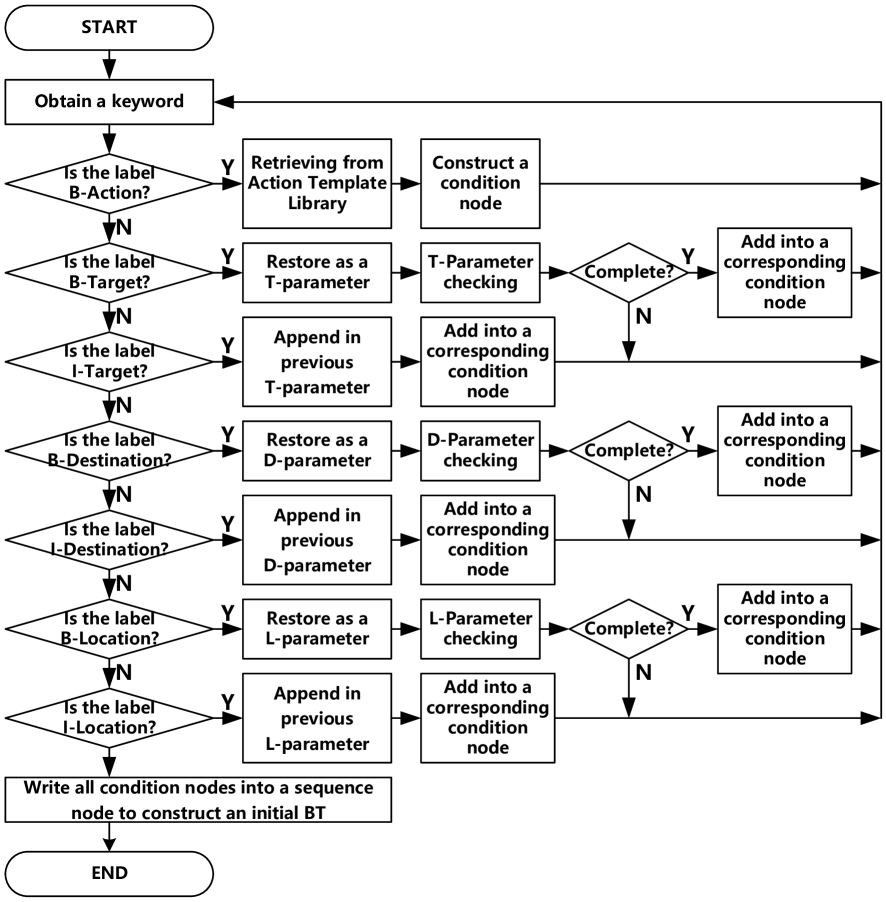 START
Obtain a keyword
Is the label
B-Action?
Y
Retrieving from
Action Template
Library
Construct a
condition
node
N
Is the label
B-Target?
Y
Restore as a
T-parameter
T-Parameter
checking
Complete?
Y
Add into a
corresponding
condition
node
N
N
Is the label
I-Target?
Y
Append in
previous
T-parameter
Add into a
corresponding
condition
node
N
Is the label
B-Destination?
Y
Restore as a
D-parameter
D-Parameter
checking
Complete?
Y
Add into a
corresponding
condition
node
N
N
Is the label
I-Destination?
Y
Append in
previous
D-parameter
Add into a
corresponding
condition
node
N
Is the label
B-Location?
Y
Restore as a
L-parameter
L-Parameter
checking
Complete?
Y
Add into a
corresponding
condition
node
N
N
Is the label
I-Location?
Y
Append in
previous
L-parameter
Add into a
corresponding
condition
node
Write all condition nodes into a sequence
node to construct an initial BT
END